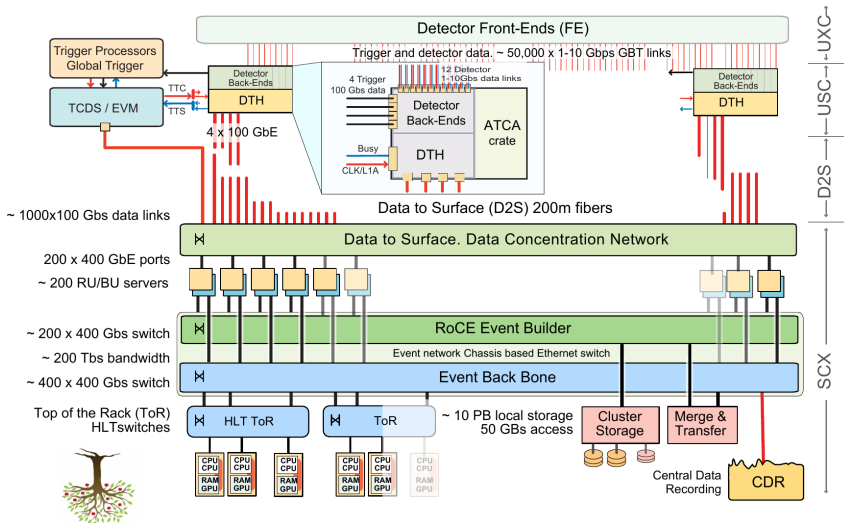 Detector Front-Ends (FE)
Trigger and detector data. ~ 50,000 x 1-10 Gbps GBT links
UXC
Trigger Processors
Global Trigger
TCDS / EVM
TTC
TTS
Detector
Back-Ends
DTH
4 x 100 GbE
4 Trigger
100 Gbs data
12 Detector
1-10Gbs data links
Detector
Back-Ends
DTH
ATCA
crate
Busy
CLK/L1A
Detector
Back-Ends
DTH
USC
D2S
Data to Surface (D2S) 200m fibers
~ 1000x100 Gbs data links
Data to Surface. Data Concentration Network
200 x 400 GbE ports
~ 200 RU/BU servers
~ 200 x 400 Gbs switch
RoCE Event Builder
~ 200 Tbs bandwidth
Event network Chassis based Ethernet switch
~ 400 x 400 Gbs switch
Event Back Bone
SCX
Top of the Rack (ToR)
HLTswitches
HLT ToR
ToR
~ 10 PB local storage
50 GBs access
Cluster
Storage
Merge &
Transfer
CPU
CPU
RAM
GPU
CPU
CPU
RAM
GPU
CPU
CPU
RAM
GPU
CPU
CPU
RAM
GPU
CPU
CPU
RAM
GPU
CPU
CPU
RAM
GPU
Central Data
Recording
CDR